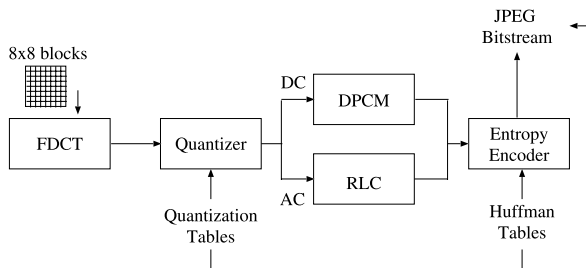 JPEG
Bitstream
8x8 blocks
DC
DPCM
FDCT
Quantizer
Entropy
Encoder
RLC
AC
Quantization
Tables
Huffman
Tables